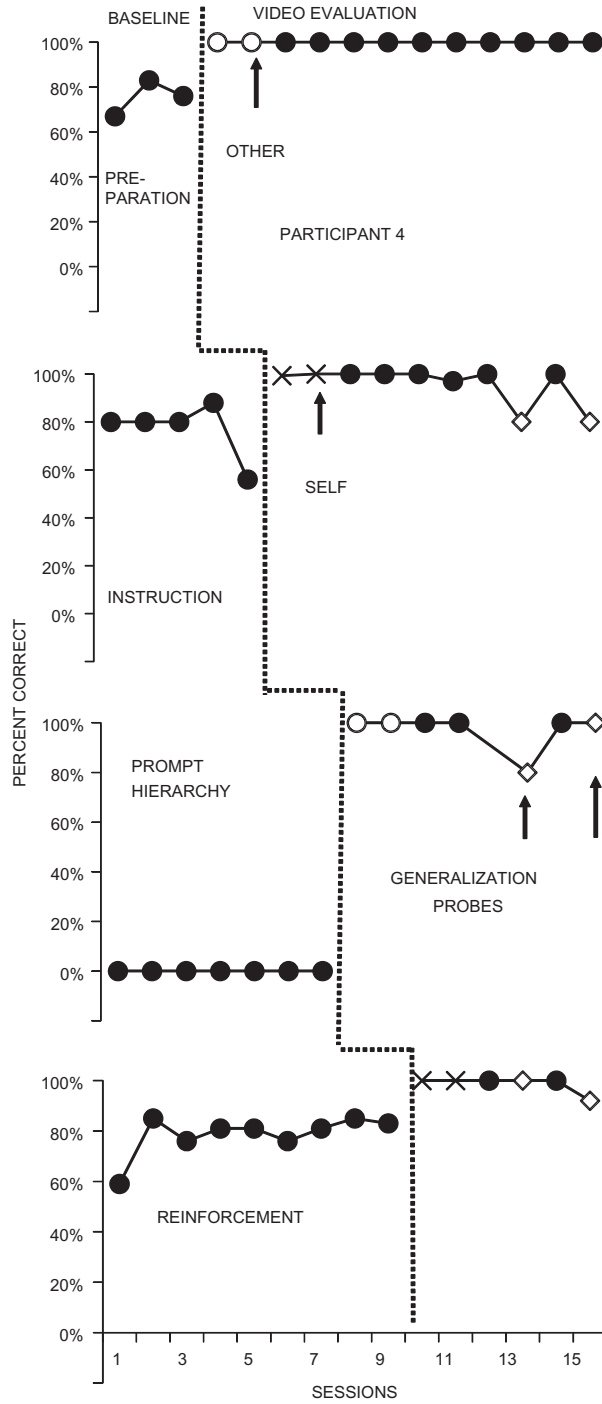 BASELINE
VIDEO EVALUATION
100%
80%
60%
40%
20%
0%
OTHER
PRE-
PARATION
PARTICIPANT 4
100%
80%
60%
40%
20%
0%
SELF
INSTRUCTION
PERCENT CORRECT
100%
80%
60%
40%
20%
0%
PROMPT
HIERARCHY
GENERALIZATION
PROBES
100%
80%
60%
40%
20%
0%
REINFORCEMENT
1 3 5 7 9 11 13 15
SESSIONS